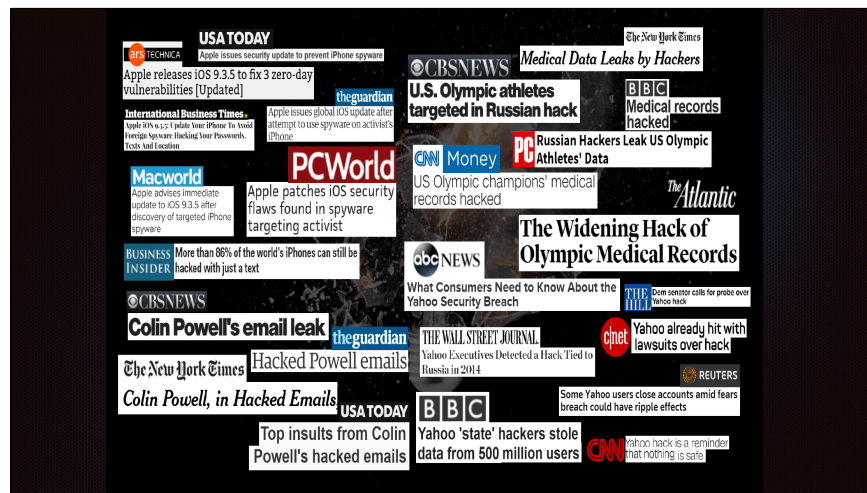 ars TECHNICA
Apple releases iOS 9.3.5 to fix 3 zero-day
vulnerabilities [Updated]
USA TODAY
Apple issues security update to prevent iPhone spyware
International Business Times.
Apple iOS 9.3.5: Update Your iPhone To Avoid
Foreign Spyware Hacking Your Passwords,
Texts And Location
theguardian
Apple issues global iOS update after
attempt to use spyware on activist's
iPhone
Macworld
Apple advises immediate
update to iOS 9.3.5 after
discovery of targeted iPhone
spyware
PCWorld
Apple patches iOS security
flaws found in spyware
targeting activist
BUSINESS
INSIDER
More than 86% of the world's iPhones can still be
hacked with just a text
CBSNEWS
Colin Powell's email leak
theguardian
Hacked Powell emails
The New York Times
Colin Powell, in Hacked Emails
USA TODAY
Top insults from Colin
Powell's hacked emails
CBSNEWS
U.S. Olympic athletes
targeted in Russian hack
The New York Times
Medical Data Leaks by Hackers
BBC
Medical records
hacked
CNN Money
US Olympic champions' medical
records hacked
PC
Russian Hackers Leak US Olympic
Athletes' Data
The Atlantic
The Widening Hack of
Olympic Medical Records
abc NEWS
What Consumers Need to Know About the
Yahoo Security Breach
THE
HILL
Dem senator calls for probe over
Yahoo hack
THE WALL STREET JOURNAL.
Yahoo Executives Detected a Hack Tied to
Russia in 2014
c|net
Yahoo already hit with
lawsuits over hack
REUTERS
Some Yahoo users close accounts amid fears
breach could have ripple effects
BBC
Yahoo 'state' hackers stole
data from 500 million users
CNN
Yahoo hack is a reminder
that nothing is safe